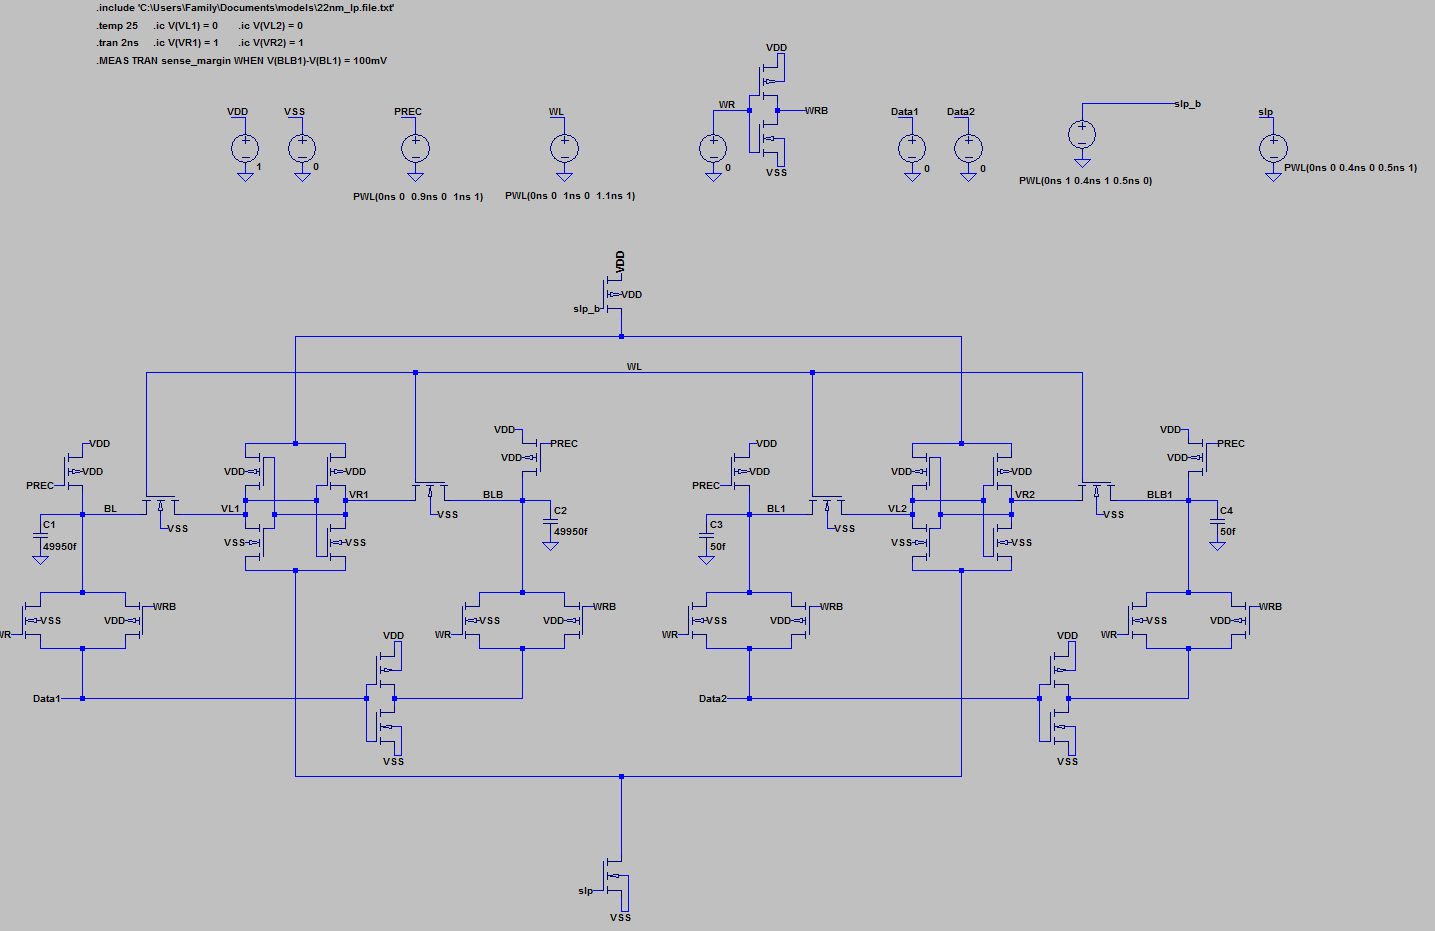 .include 'C:\Users\Family\Documents\models\22nm_lp.file.txt'
.temp 25 .ic V(VL1) = 0 .ic V(VL2) = 0
.tran 2ns .ic V(VR1) = 1 .ic V(VR2) = 1
.MEAS TRAN sense_margin WHEN V(BLB1)-V(BL1) = 100mV
VDD
WR
WRB
VSS
VDD
1
VSS
0
PREC
PWL(0ns 0 0.9ns 0 1ns 1)
WL
PWL(0ns 0 1ns 0 1.1ns 1)
0
Data1
0
Data2
0
slp_b
PWL(0ns 1 0.4ns 1 0.5ns 0)
slp
PWL(0ns 0 0.4ns 0 0.5ns 1)
VDD
VDD
slp_b
WL
VDD
VDD
PREC
BL
C1
49950f
VSS
VDD
VDD
VL1
VR1
VSS
VSS
VDD
PREC
VDD
BLB
VSS
C2
49950f
VDD
VDD
PREC
BL1
C3
50f
VSS
VDD
VDD
VL2
VR2
VSS
VSS
VDD
PREC
VDD
BLB1
VSS
C4
50f
VSS
WR
WRB
VDD
VSS
WR
WRB
VDD
VSS
WR
WRB
VDD
VSS
WR
WRB
VDD
Data1
VDD
VSS
Data2
VDD
VSS
slp
VSS